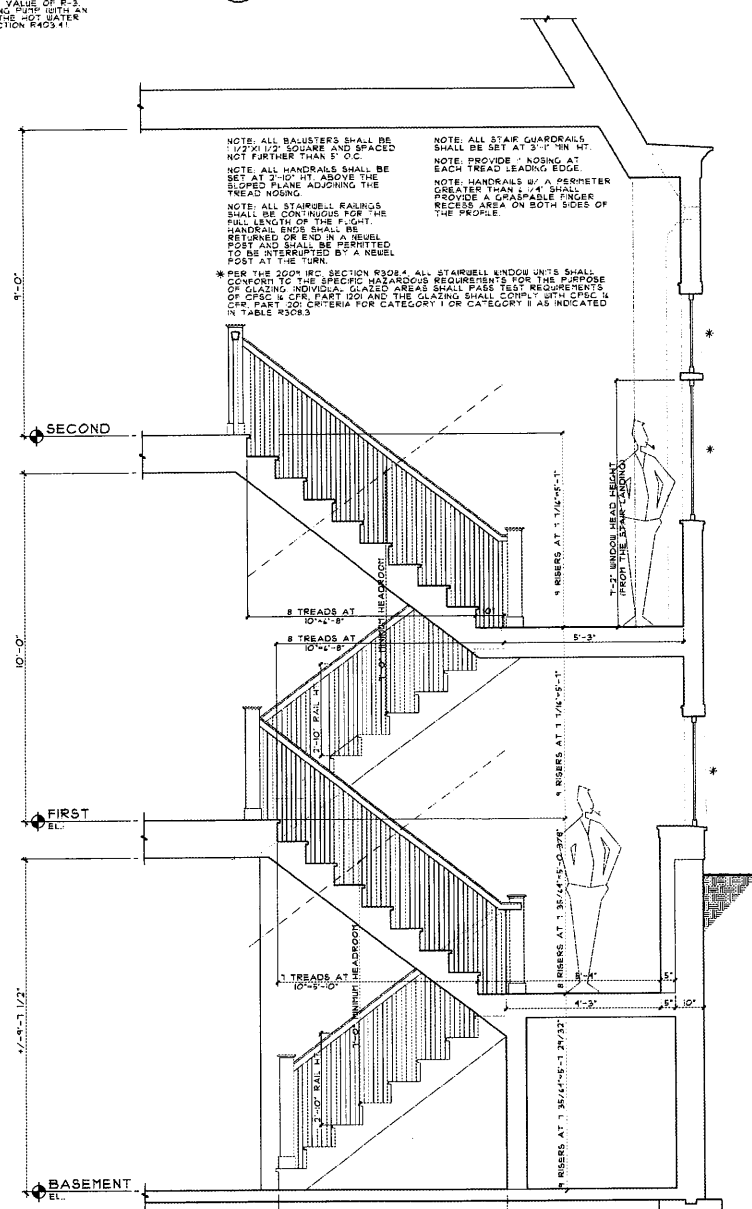 VALUE OF R-3.
NG PUMP (WITH AN
THE HOT WATER
CTION R403.4)
NOTE: ALL BALUSTERS SHALL BE
1 1/2"X1 1/2" SQUARE AND SPACED
NOT FURTHER THAN 5" O.C.
NOTE: ALL HANDRAILS SHALL BE
SET AT 2'-10" HT. ABOVE THE
SLOPED PLANE ADJOINING THE
TREAD NOSING.
NOTE: ALL STAIRWELL RAILINGS
SHALL BE CONTINUOUS FOR THE
FULL LENGTH OF THE FLIGHT.
HANDRAIL ENDS SHALL BE
RETURNED OR END IN A NEWEL
POST AND SHALL BE PERMITTED
TO BE INTERRUPTED BY A NEWEL
POST AT THE TURN.
NOTE: ALL STAIR GUARDRAILS
SHALL BE SET AT 3'-1" MIN. HT.
NOTE: PROVIDE 1" NOSING AT
EACH TREAD LEADING EDGE.
NOTE: HANDRAILS W/ A PERIMETER
GREATER THAN 6 1/4" SHALL
PROVIDE A GRASPABLE FINGER
RECESS AREA ON BOTH SIDES OF
THE PROFILE.
* PER THE 2009 IRC, SECTION R308.4, ALL STAIRWELL WINDOW UNITS SHALL
CONFORM TO THE SPECIFIC HAZARDOUS REQUIREMENTS FOR THE PURPOSE
OF GLAZING. INDIVIDUAL GLAZED AREAS SHALL PASS TEST REQUIREMENTS
OF CPSC 16 CFR, PART 1201 AND THE GLAZING SHALL COMPLY WITH CPSC 16
CFR, PART 1201 CRITERIA FOR CATEGORY I OR CATEGORY II AS INDICATED
IN TABLE R308.3
9'-0"
*
SECOND
*
7'-2" WINDOW HEAD HEIGHT
(FROM THE STAIR LANDING)
9 RISERS AT 7 7/16"=5'-7"
8 TREADS AT
10"=6'-8"
10"
7'-0" MINIMUM HEADROOM
8 TREADS AT
10"=6'-8"
5'-3"
10'-0"
2'-10" RAIL HT.
9 RISERS AT 7 7/16"=5'-7"
*
FIRST
EL.:
8 RISERS AT 7 35/64"=5'-0 3/8"
7 TREADS AT
10"=5'-10"
7'-0" MINIMUM HEADROOM
5"
4'-3"
5"
10"
+/-9'-7 1/2"
2'-10" RAIL HT.
9 RISERS AT 7 35/64"=5'-7 29/32"
BASEMENT
EL.: